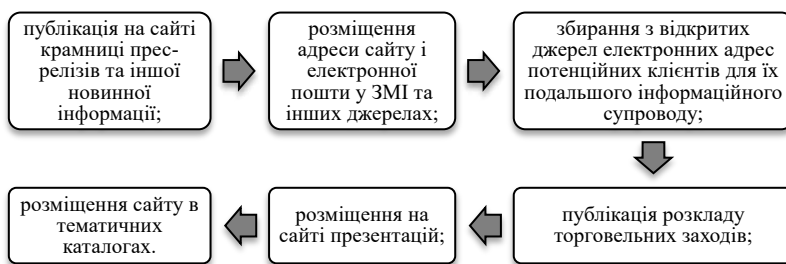 публікація на сайті
крамниці прес-
релізів та іншої
новинної
інформації;
розміщення
адреси сайту і
електронної
пошти у ЗМІ та
інших джерелах;
збирання з відкритих
джерел електронних адрес
потенційних клієнтів для їх
подальшого інформаційного
супроводу;
публікація розкладу
торговельних заходів;
розміщення на
сайті презентацій;
розміщення сайту в
тематичних
каталогах.